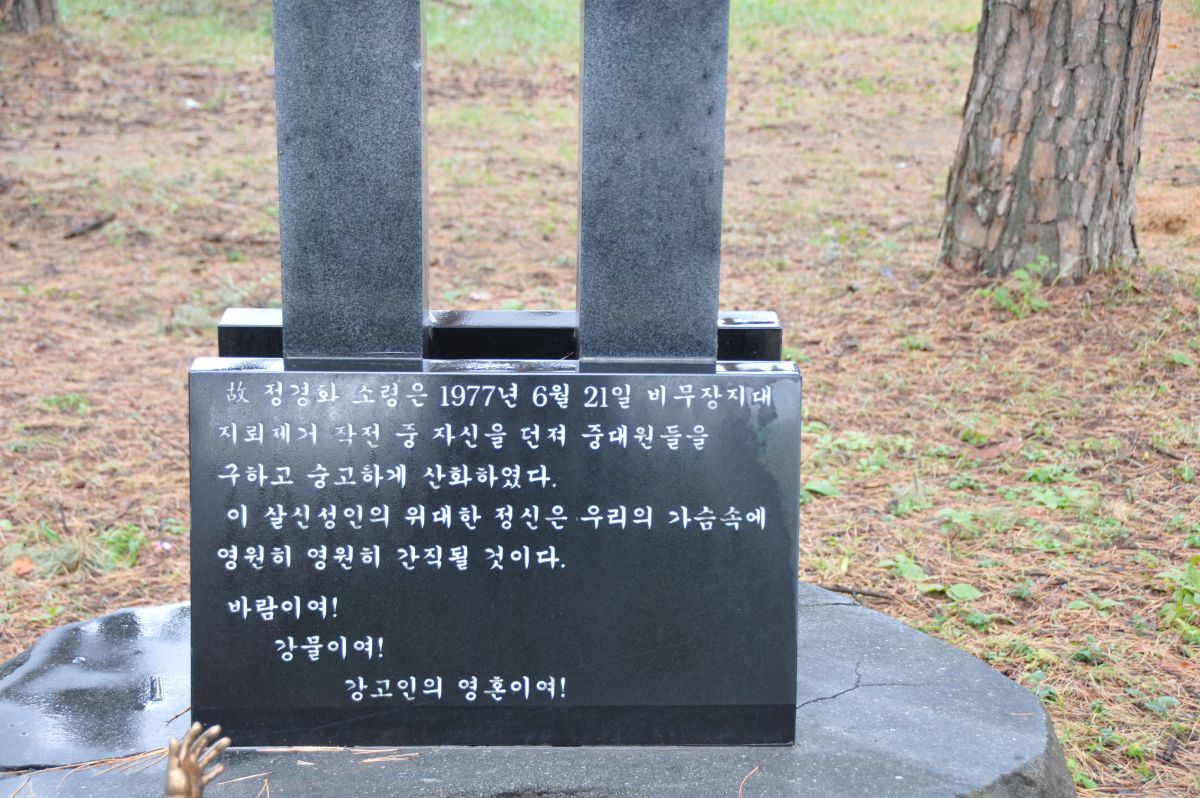 故 정경화 소령은 1977년 6월 21일 비무장지대
지뢰제거 작전 중 자신을 던져 중대원들을
구하고 숭고하게 산화하였다.
이 살신성인의 위대한 정신은 우리의 가슴속에
영원히 영원히 간직될 것이다.
바람이여!
강물이여!
강고인의 영혼이여!